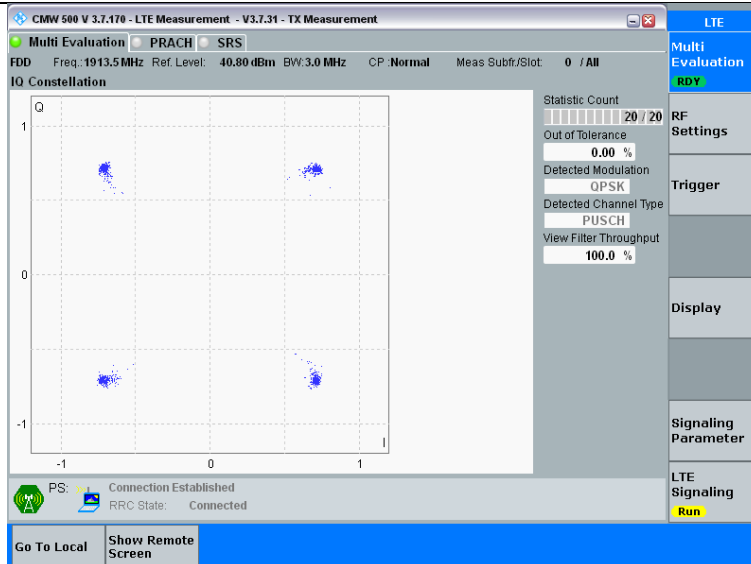 CMW 500 V 3.7.170 - LTE Measurement - V3.7.31 - TX Measurement
LTE
Multi Evaluation PRACH SRS
FDD Freq.: 1913.5 MHz Ref. Level: 40.80 dBm BW: 3.0 MHz CP : Normal Meas Subfr./Slot: 0 / All
IQ Constellation
Q
1
0
-1
-1 0 1
I
Statistic Count
20 / 20
Out of Tolerance
0.00 %
Detected Modulation
QPSK
Detected Channel Type
PUSCH
View Filter Throughput
100.0 %
Multi
Evaluation
RDY
RF
Settings
Trigger
Display
Signaling
Parameter
LTE
Signaling
Run
PS: Connection Established
RRC State: Connected
Go To Local
Show Remote
Screen